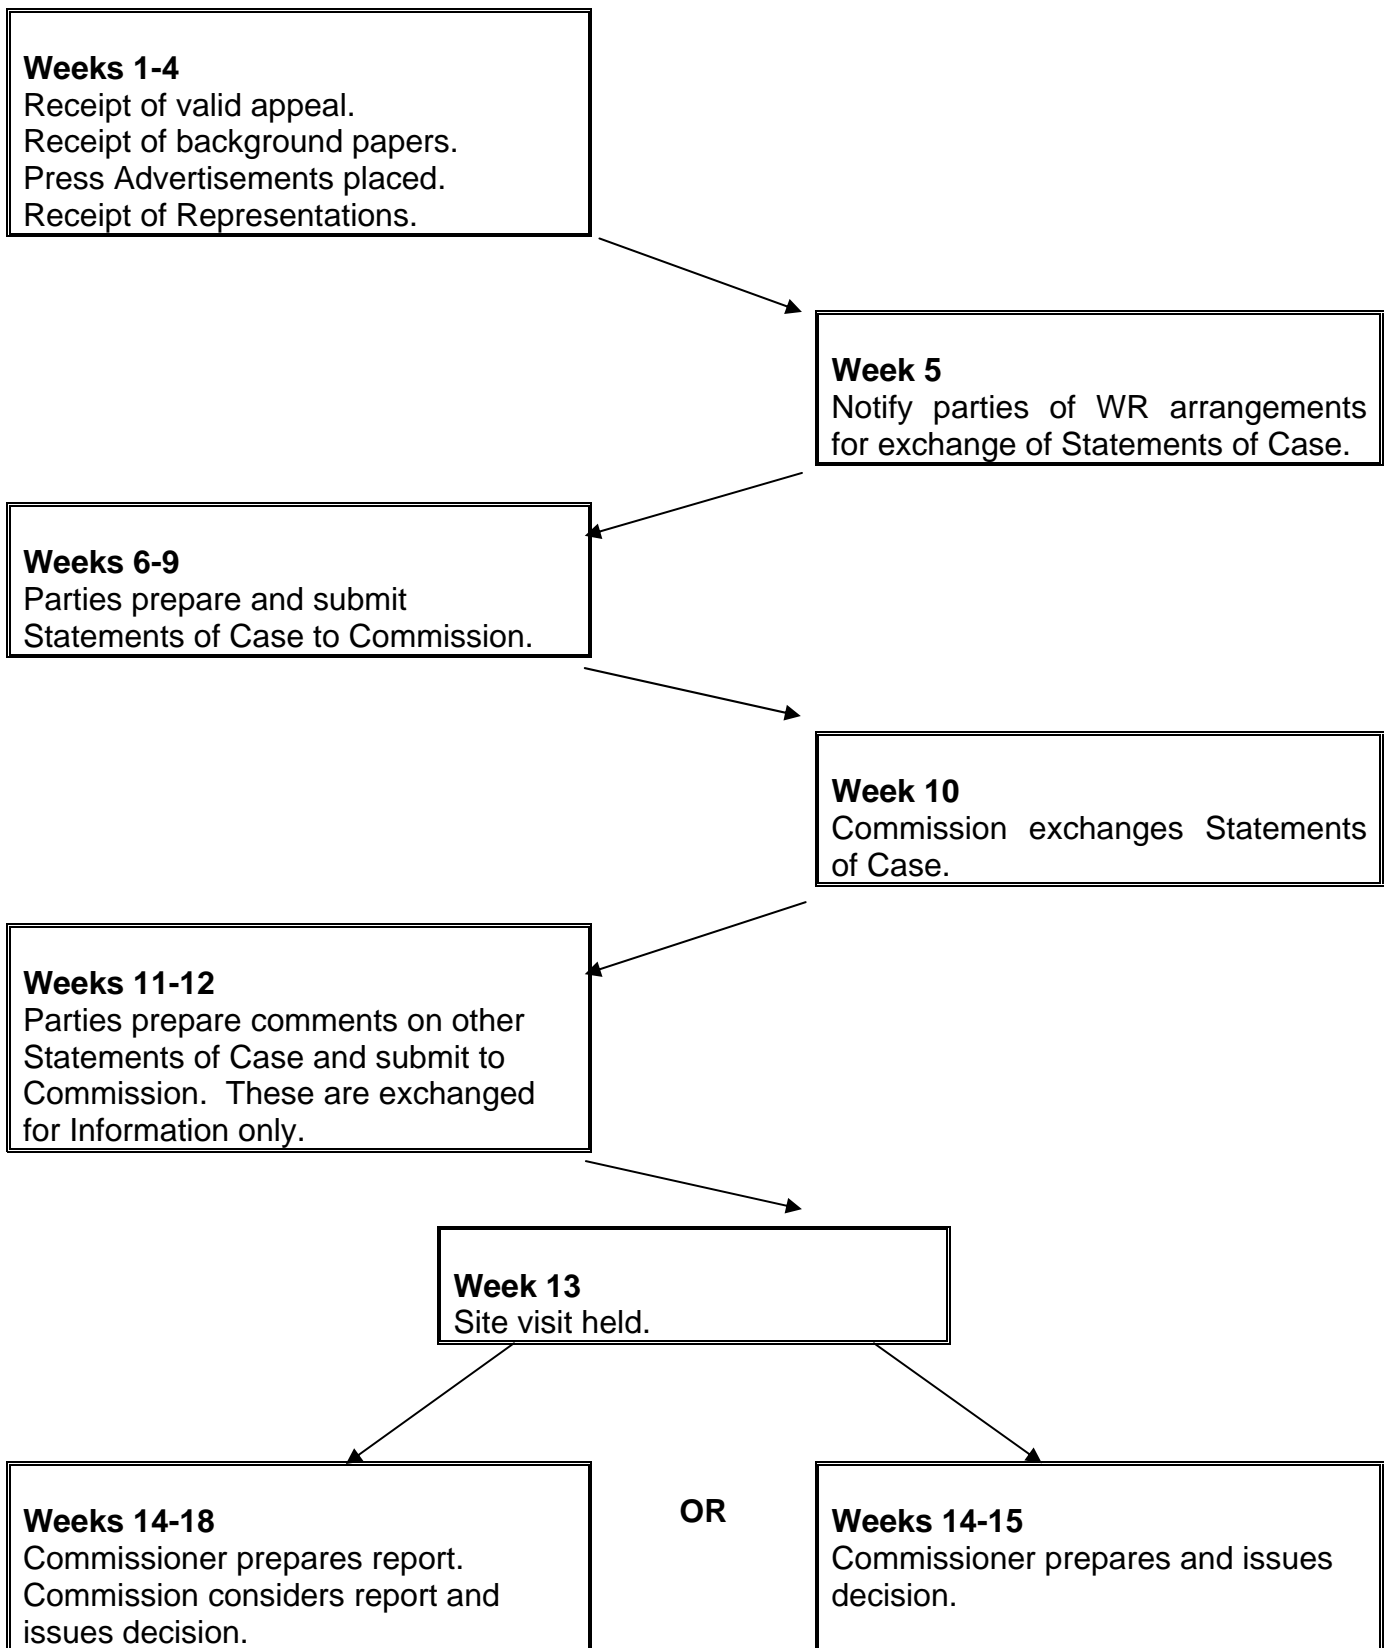 Weeks 1-4
Receipt of valid appeal.
Receipt of background papers.
Press Advertisements placed.
Receipt of Representations.
Week 5
Notify parties of WR arrangements
for exchange of Statements of Case.
Weeks 6-9
Parties prepare and submit
Statements of Case to Commission.
Week 10
Commission exchanges Statements
of Case.
Weeks 11-12
Parties prepare comments on other
Statements of Case and submit to
Commission.  These are exchanged
for Information only.
Week 13
Site visit held.
Weeks 14-18
Commissioner prepares report.
Commission considers report and
issues decision.
OR
Weeks 14-15
Commissioner prepares and issues
decision.